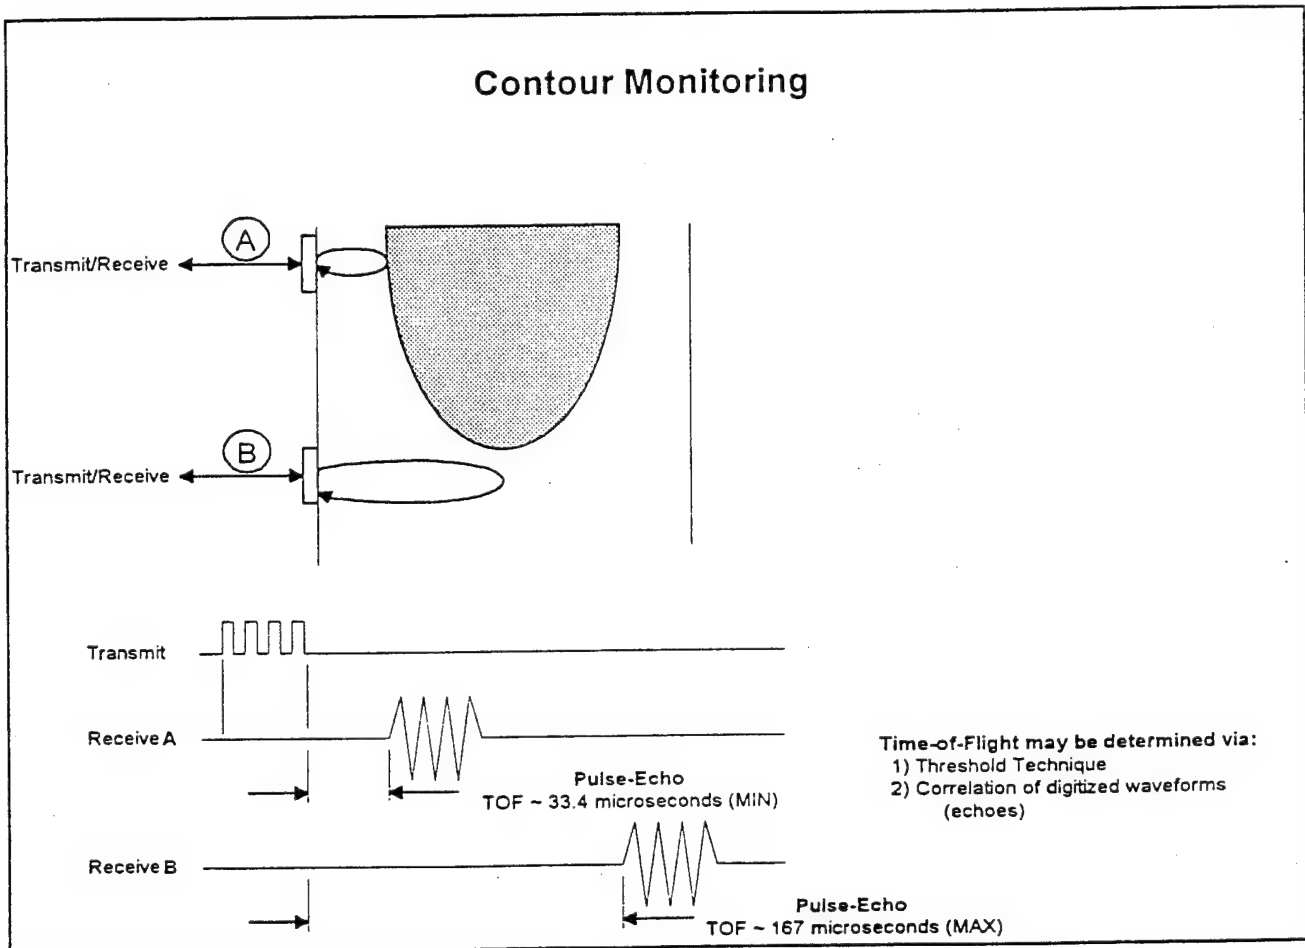 Contour Monitoring
A
Transmit/Receive
B
Transmit/Receive
Transmit
Receive A
Pulse-Echo
TOF ~ 33.4 microseconds (MIN)
Time-of-Flight may be determined via:
1) Threshold Technique
2) Correlation of digitized waveforms
(echoes)
Receive B
Pulse-Echo
TOF ~ 167 microseconds (MAX)